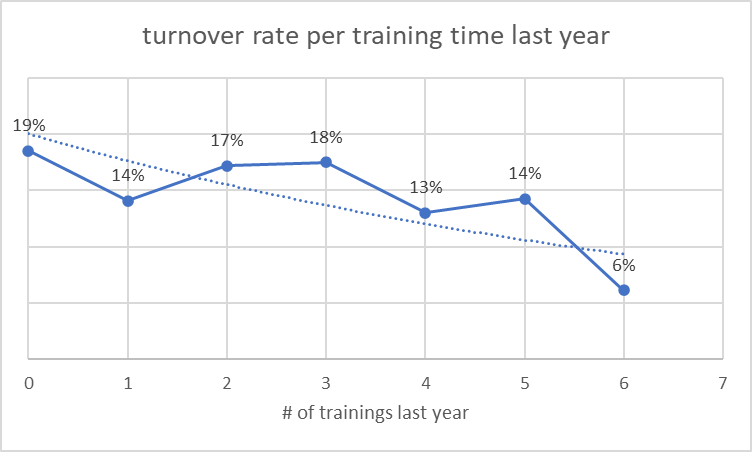 turnover rate per training time last year
19%
14%
17%
18%
13%
14%
6%
0 1 2 3 4 5 6 7
# of trainings last year